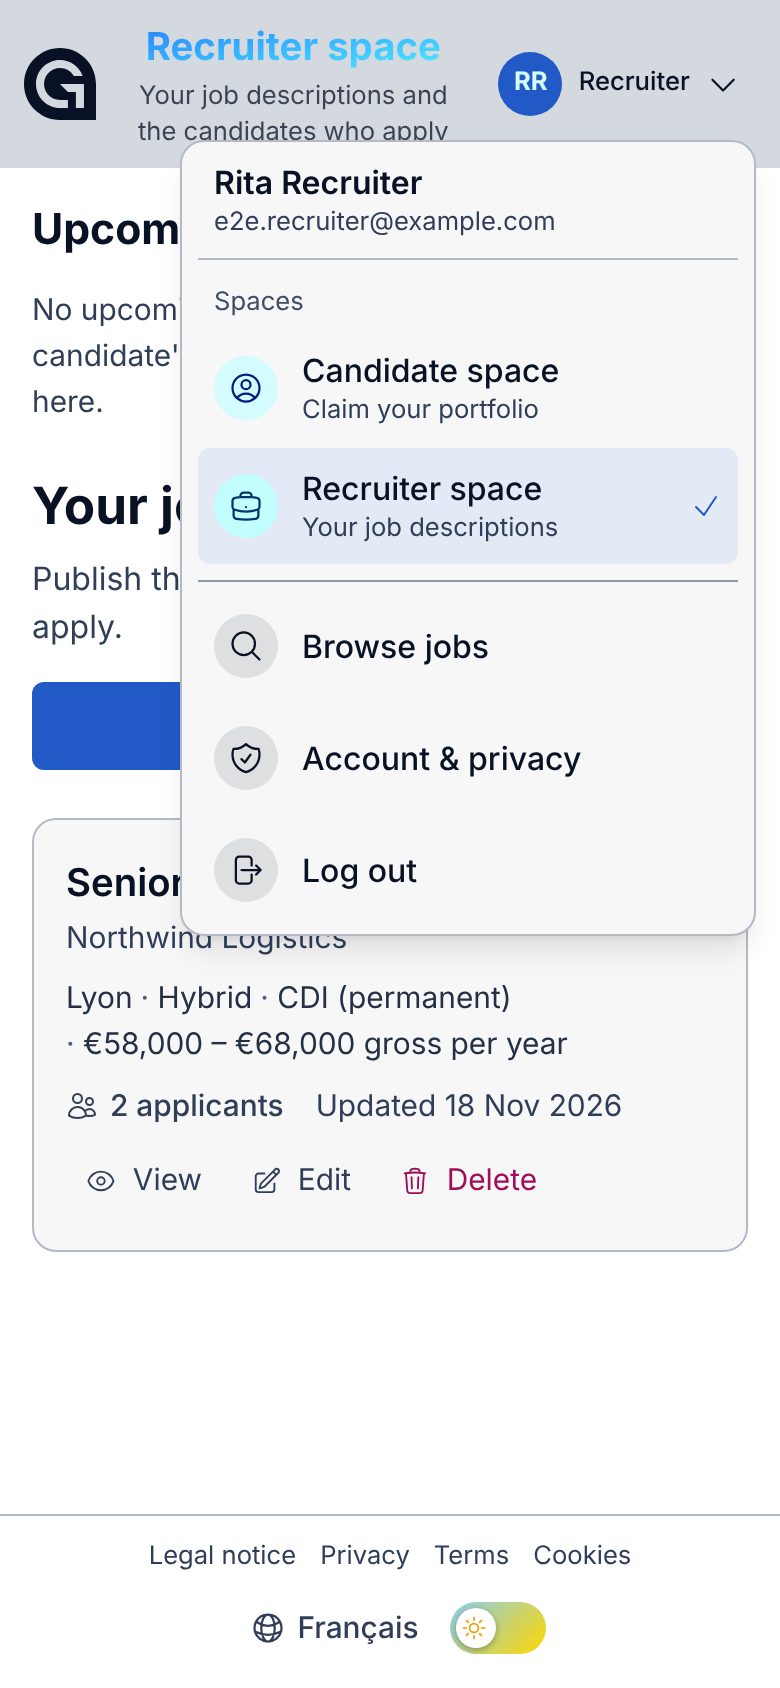 Recruiter space
Your job descriptions and
the candidates who apply
RR
Recruiter
Rita Recruiter
e2e.recruiter@example.com
Spaces
Candidate space
Claim your portfolio
Recruiter space
Your job descriptions
Browse jobs
Account & privacy
Log out
No
candidate'
here.
Your
Publish
apply.
Senior
Northwind Logistics
Lyon · Hybrid · CDI (permanent)
· €58,000 – €68,000 gross per year
2 applicants
Updated 18 Nov 2026
View
Edit
Delete
Legal notice
Privacy
Terms
Cookies
Français